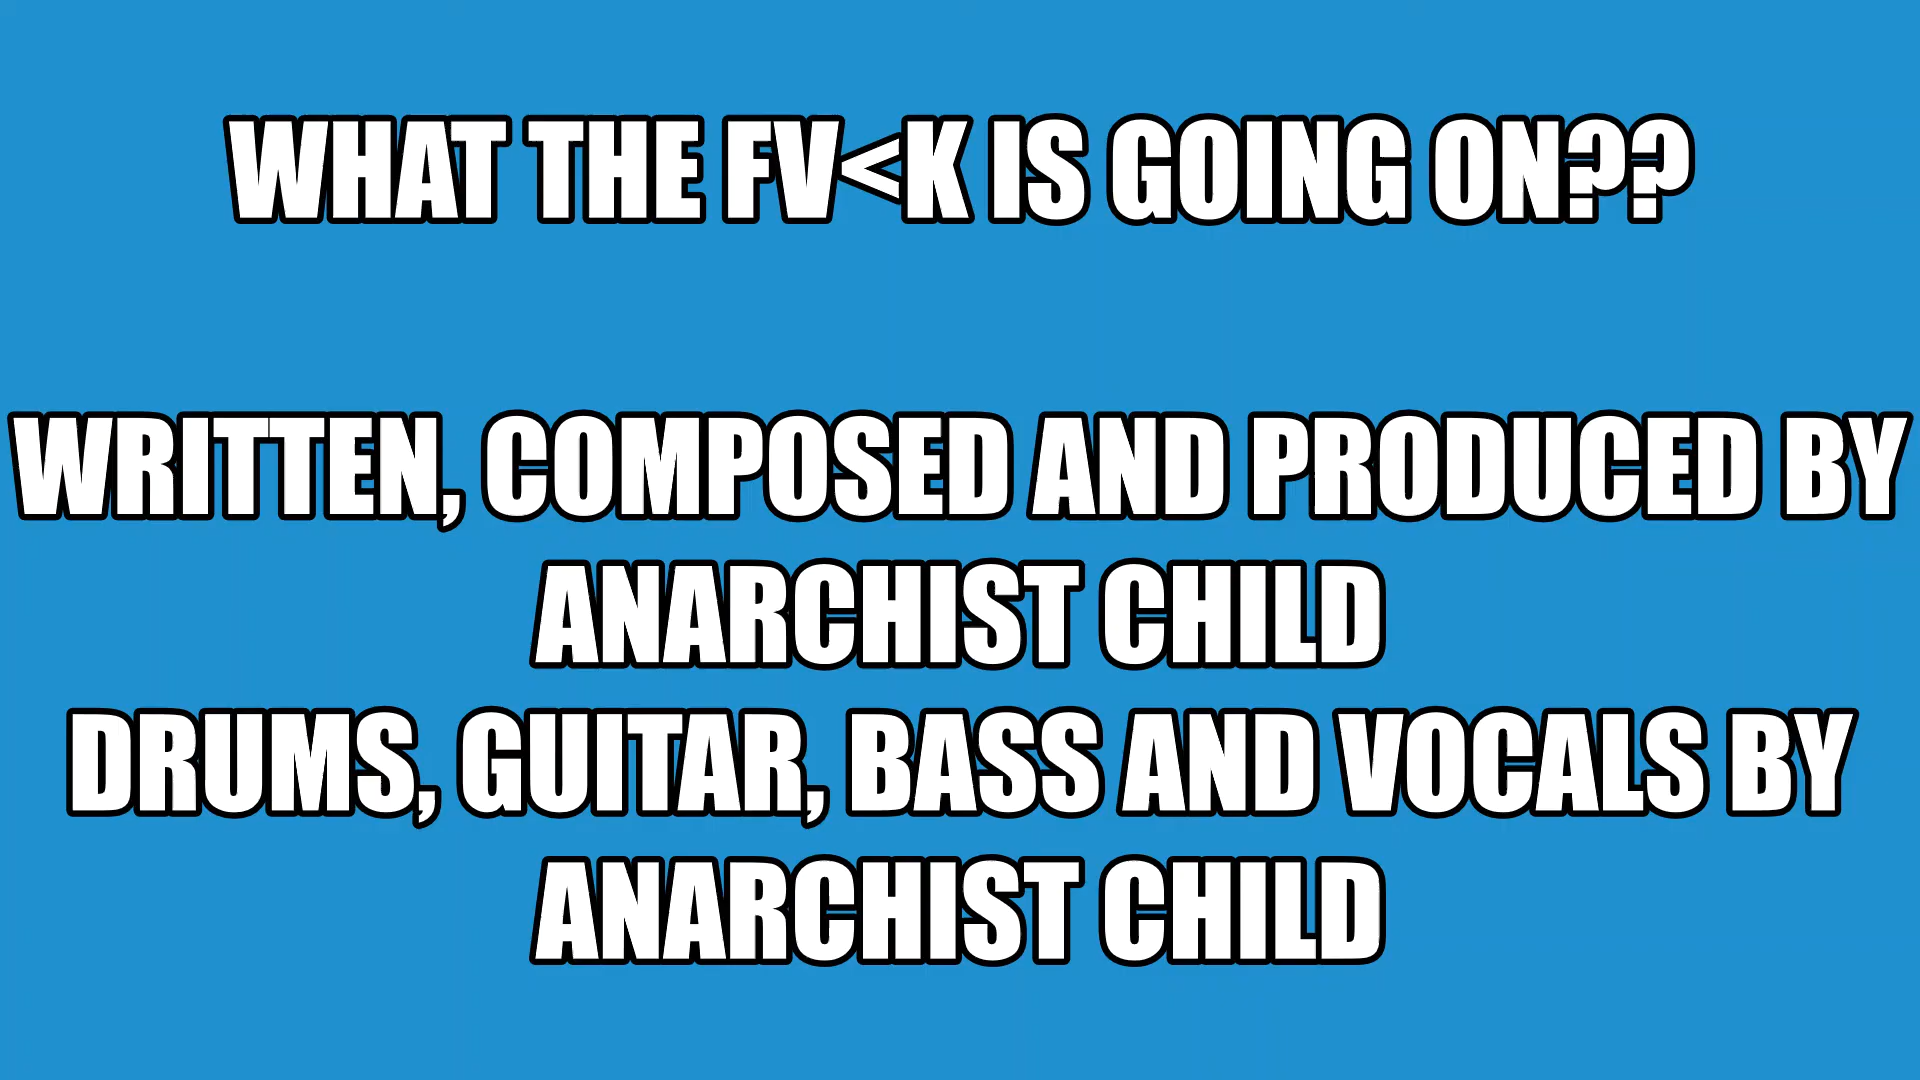 WHAT THE FV<K IS GOING ON??
WRITTEN, COMPOSED AND PRODUCED BY
ANARCHIST CHILD
DRUMS, GUITAR, BASS AND VOCALS BY
ANARCHIST CHILD